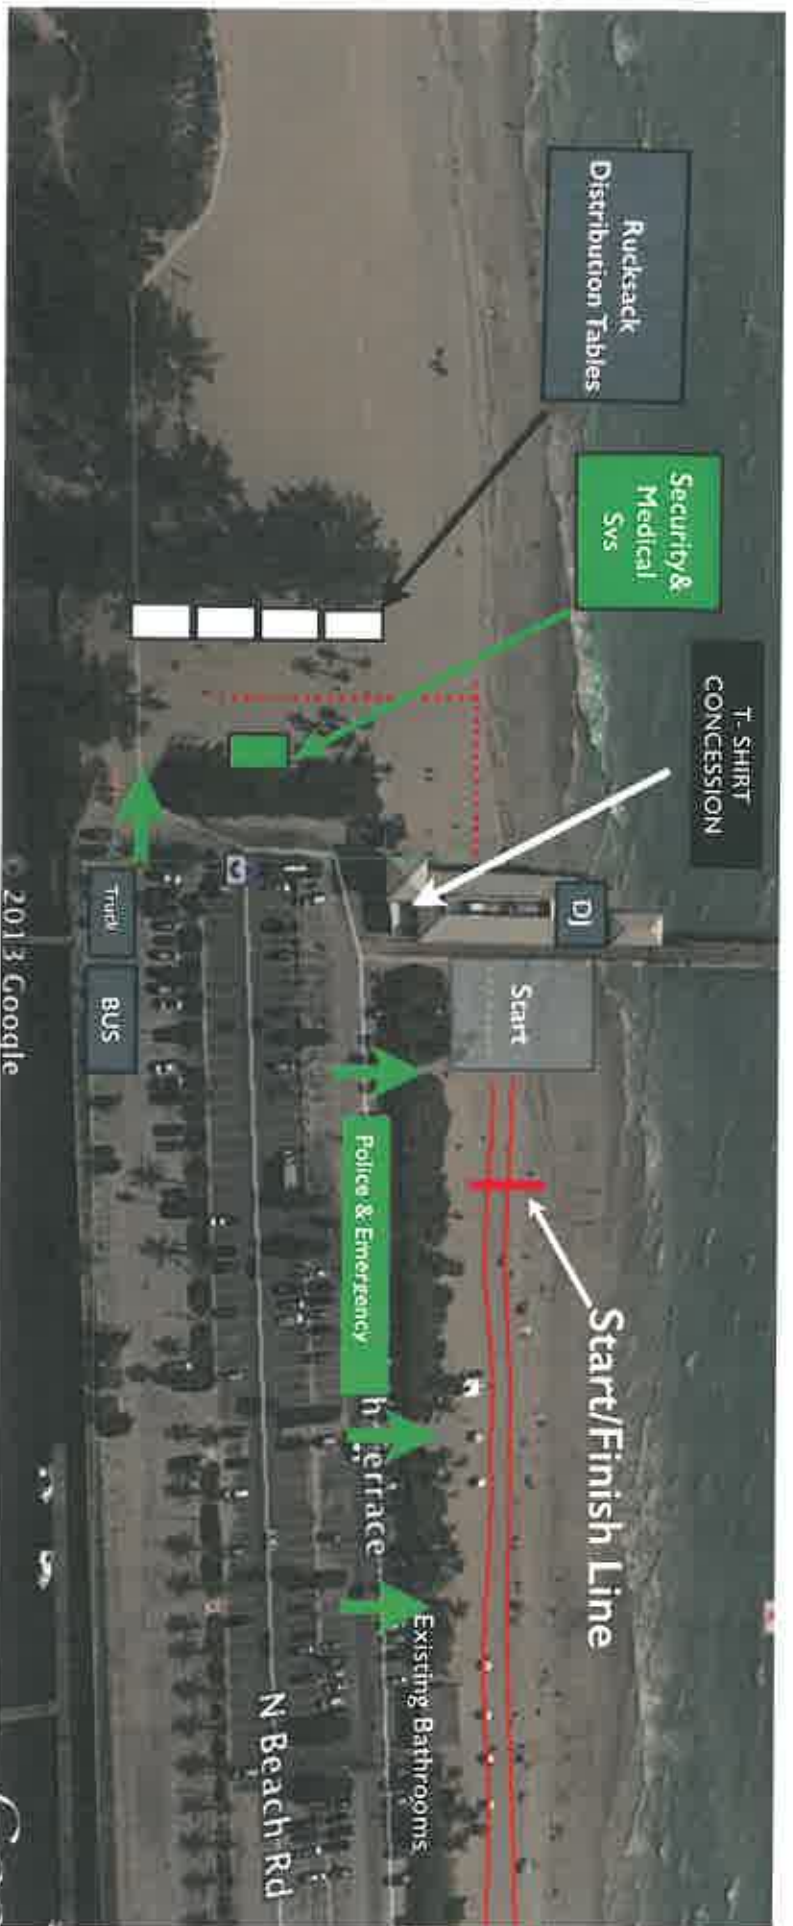 Rucksack
Distribution Tables
Security&
Medical
Svs
T- SHIRT
CONCESSION
DJ
Start
Start/Finish Line
Truck
BUS
Police & Emergency
Existing Bathrooms
N Beach Rd
© 2013 Google